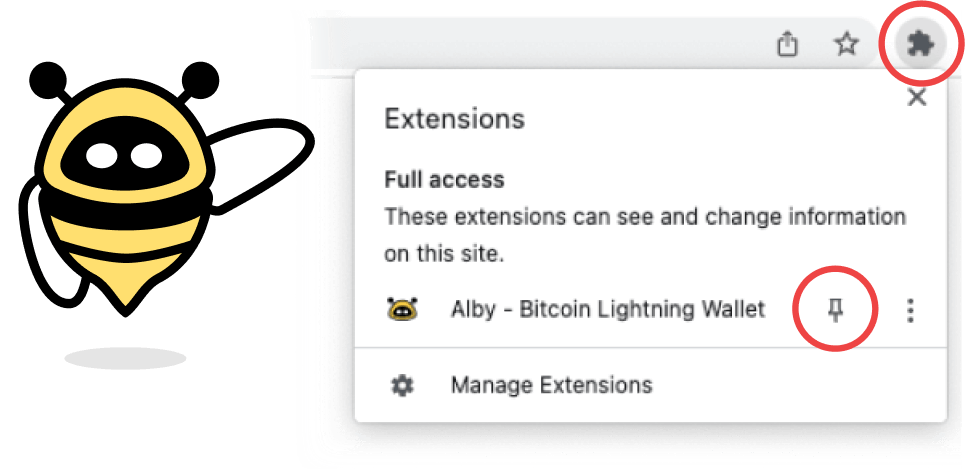 Extensions
Full access
These extensions can see and change information
on this site.
Alby - Bitcoin Lightning Wallet
Manage Extensions